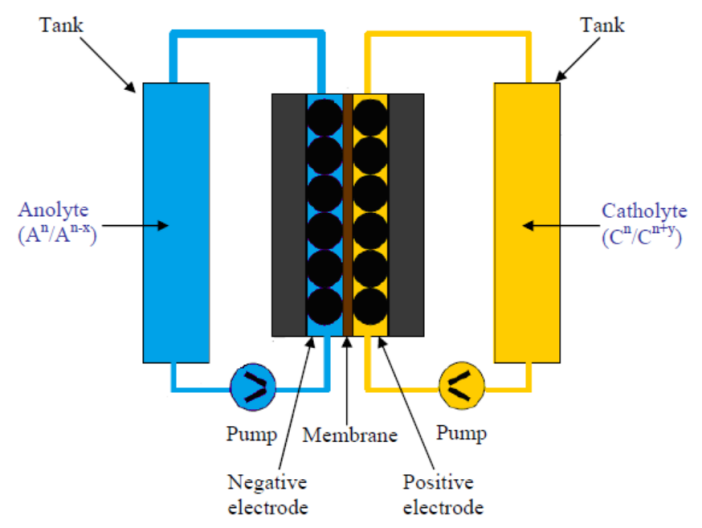 Tank
Tank
Anolyte
(Aⁿ/Aⁿ⁻ˣ)
Catholyte
(Cⁿ/Cⁿ⁺ʸ)
Pump
Membrane
Pump
Negative
electrode
Positive
electrode